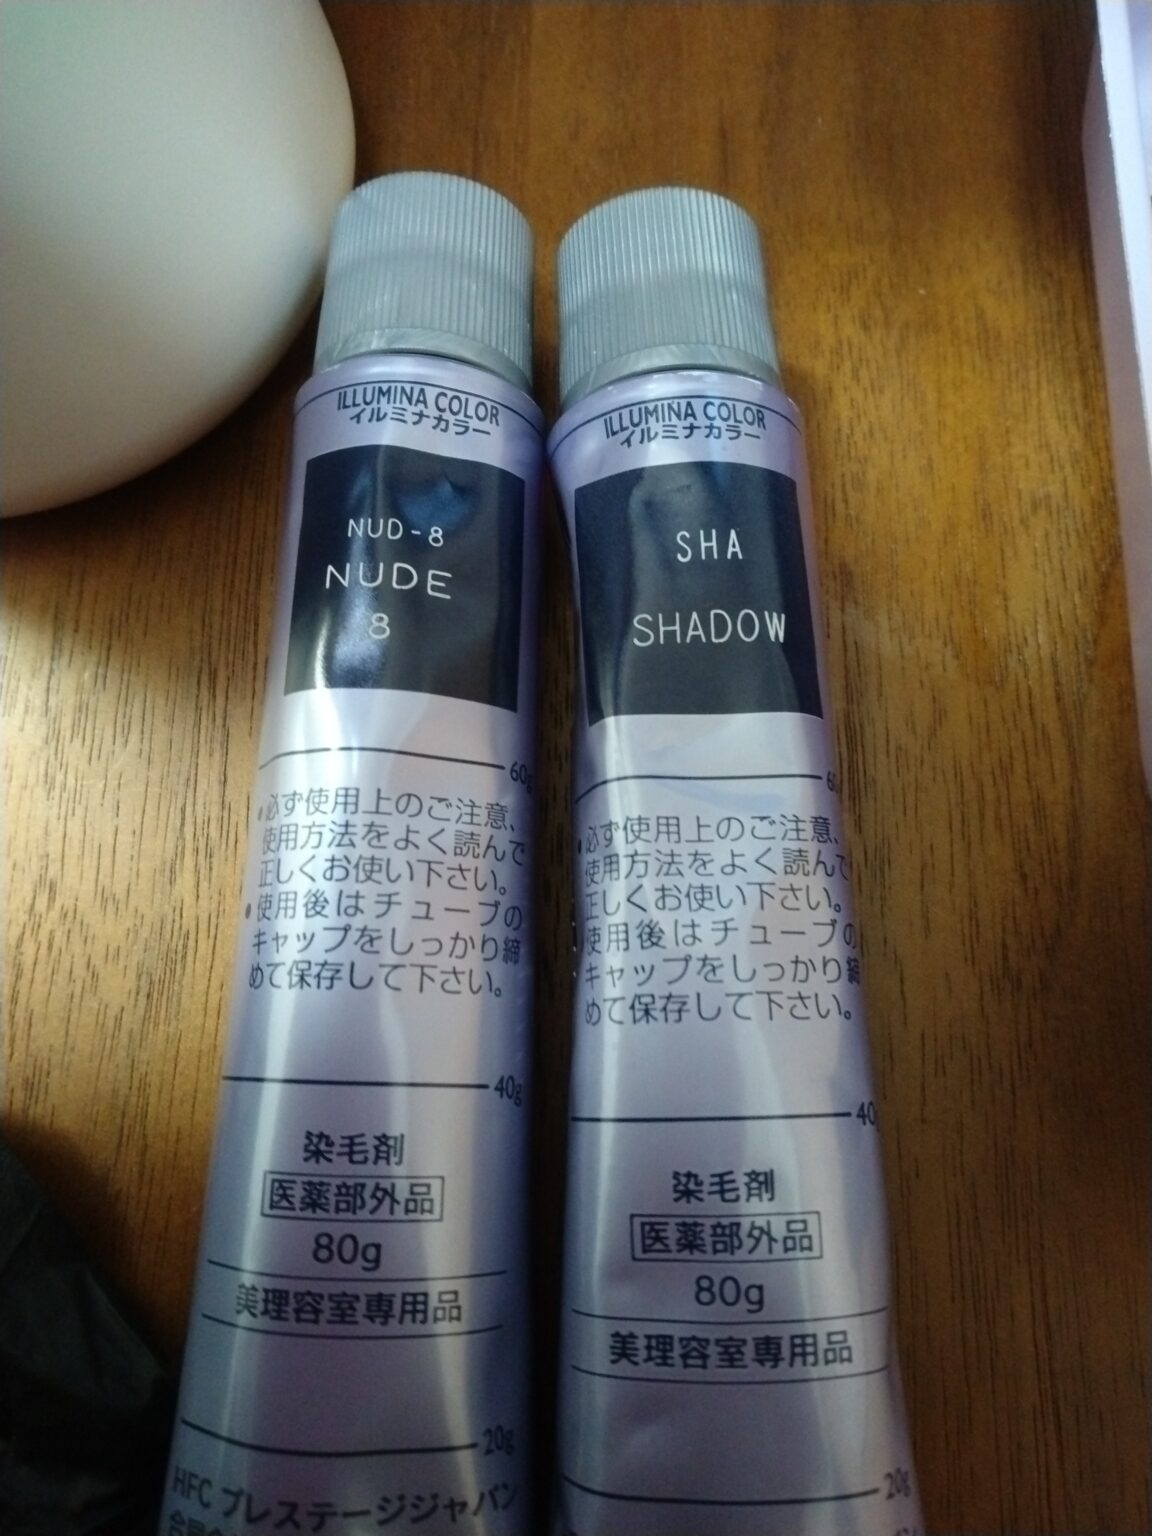 ILLUMINA COLOR
イルミナカラー
NUD-8
NUDE
8
60g
•必ず使用上のご注意、
使用方法をよく読んで
正しくお使い下さい。
•使用後はチューブの
キャップをしっかり締
めて保存して下さい。
40g
染毛剤
医薬部外品
80g
美理容室専用品
20g
HFC プレステージジャパン
ILLUMINA COLOR
イルミナカラー
SHA
SHADOW
60g
•必ず使用上のご注意、
使用方法をよく読んで
正しくお使い下さい。
使用後はチューブの
キャップをしっかり締
めて保存して下さい。
40
染毛剤
医薬部外品
80g
美理容室専用品
20g